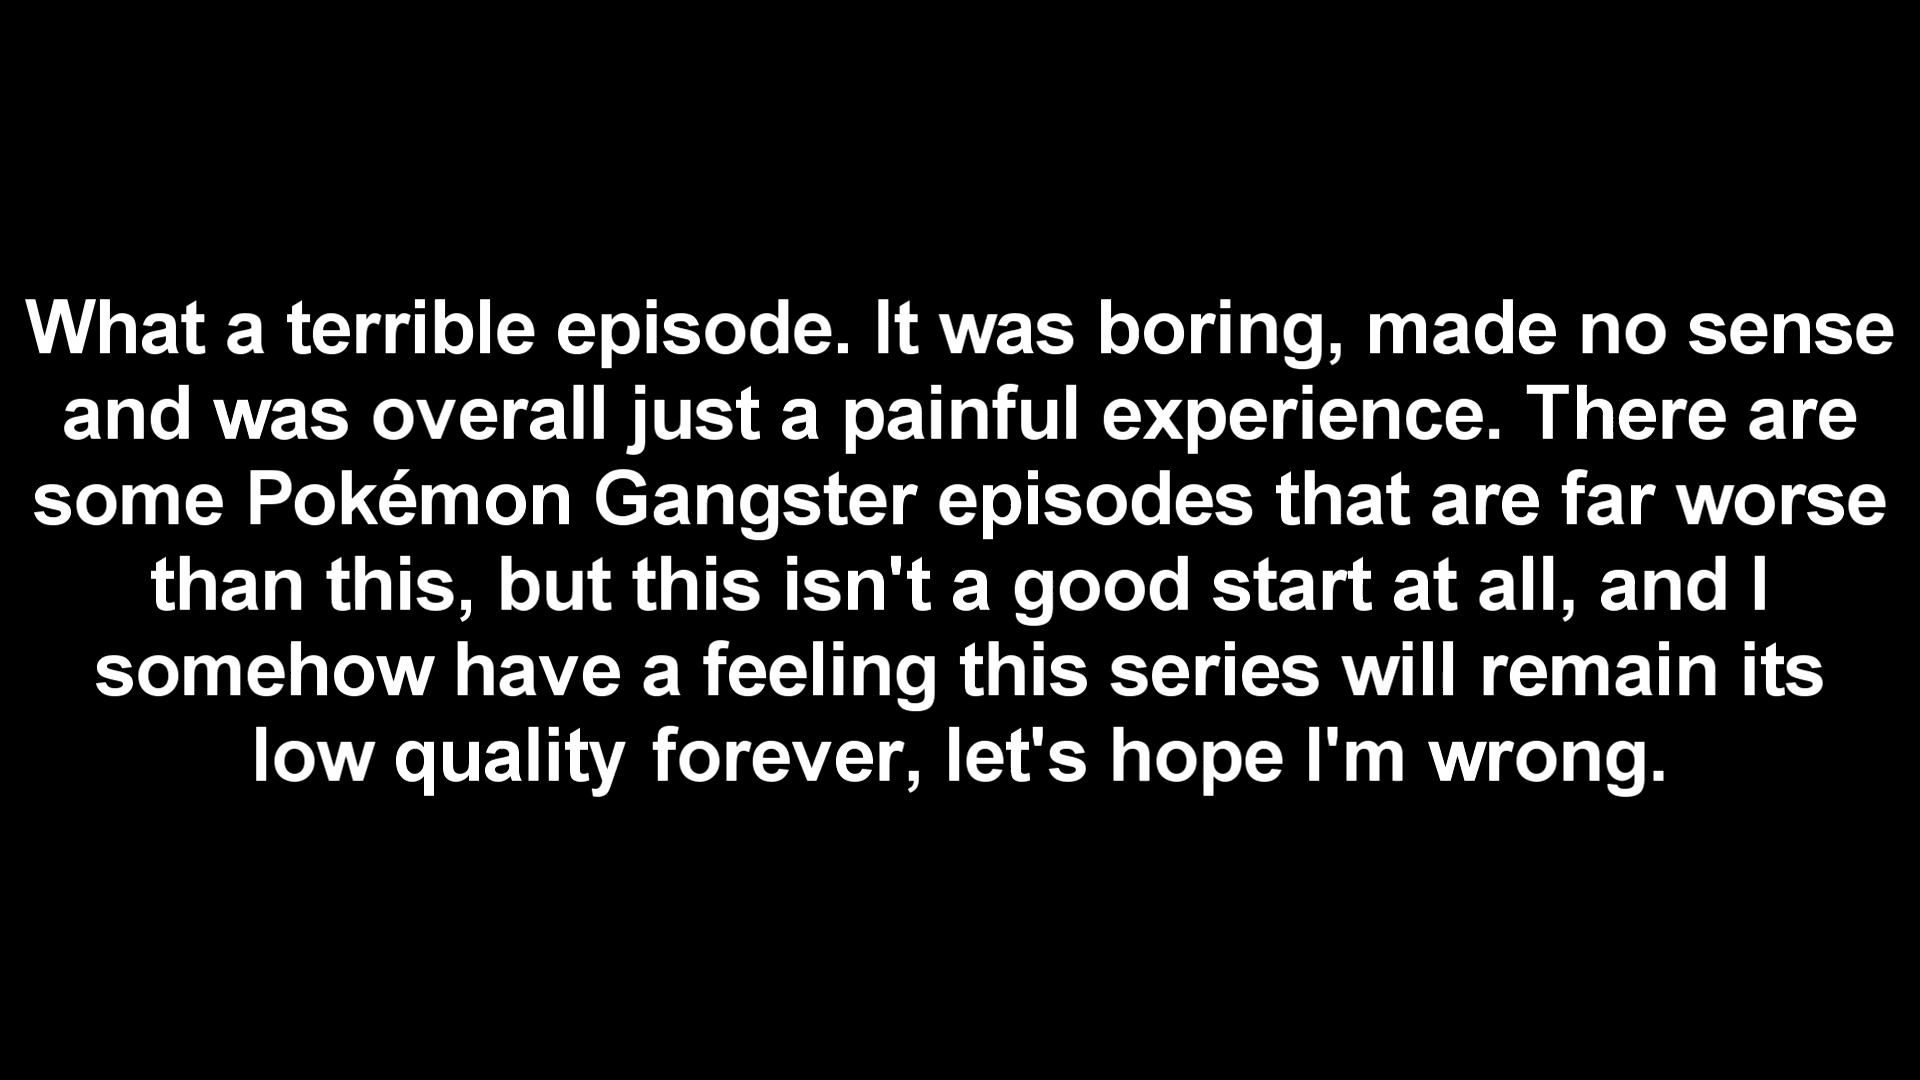 What a terrible episode. It was boring, made no sense
and was overall just a painful experience. There are
some Pokémon Gangster episodes that are far worse
than this, but this isn't a good start at all, and I
somehow have a feeling this series will remain its
low quality forever, let's hope I'm wrong.